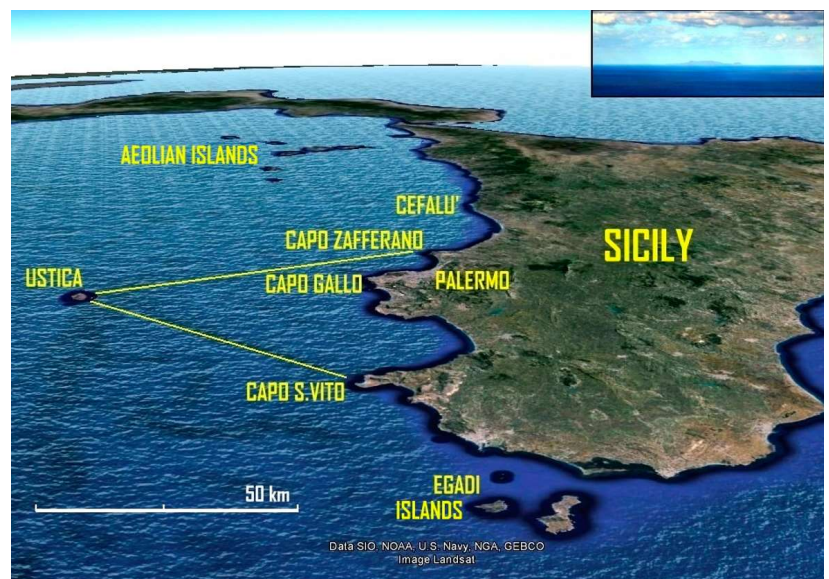 AEOLIAN ISLANDS
CEFALU'
CAPO ZAFFERANO
SICILY
USTICA
CAPO GALLO
PALERMO
CAPO S.VITO
50 km
EGADI
ISLANDS
Data SIO, NOAA, U.S. Navy, NGA, GEBCO
Image Landsat